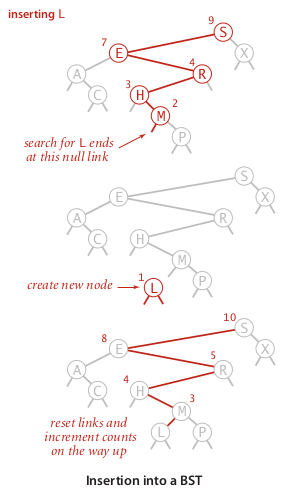 inserting L
9
S
7
E
X
4
A
R
3
C
H
2
M
P
search for L ends
at this null link
S
E
X
A
R
C
H
M
P
1
create new node
L
10
S
8
E
X
5
A
R
4
C
H
3
M
reset links and
L
P
increment counts
on the way up
Insertion into a BST